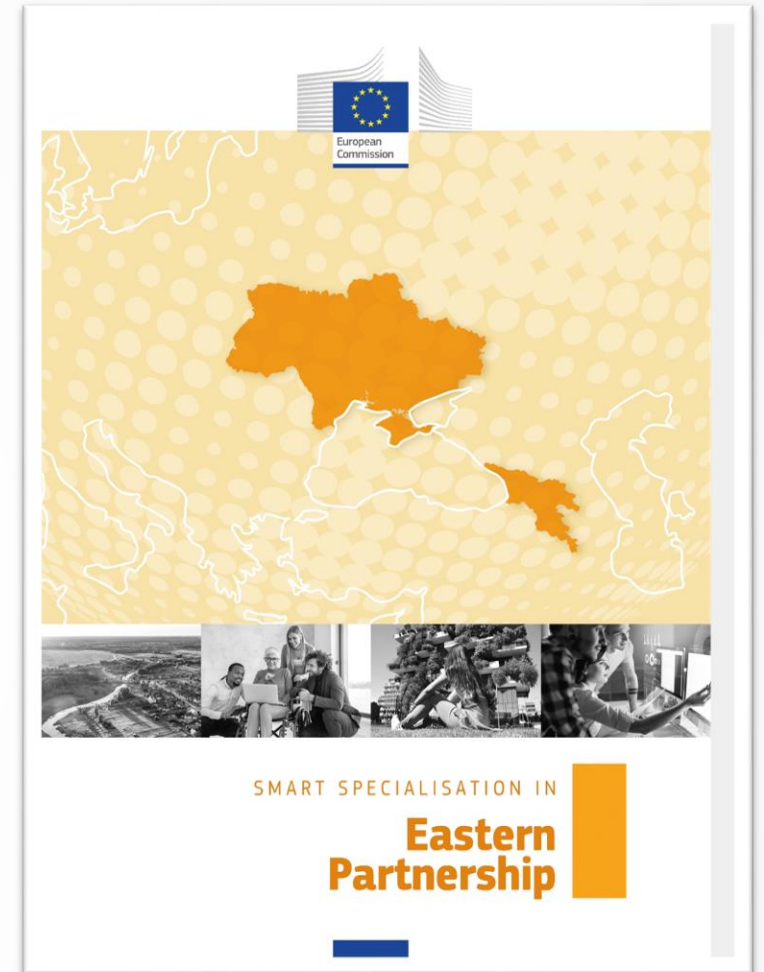 European
Commission
SMART SPECIALISATION IN
Eastern
Partnership